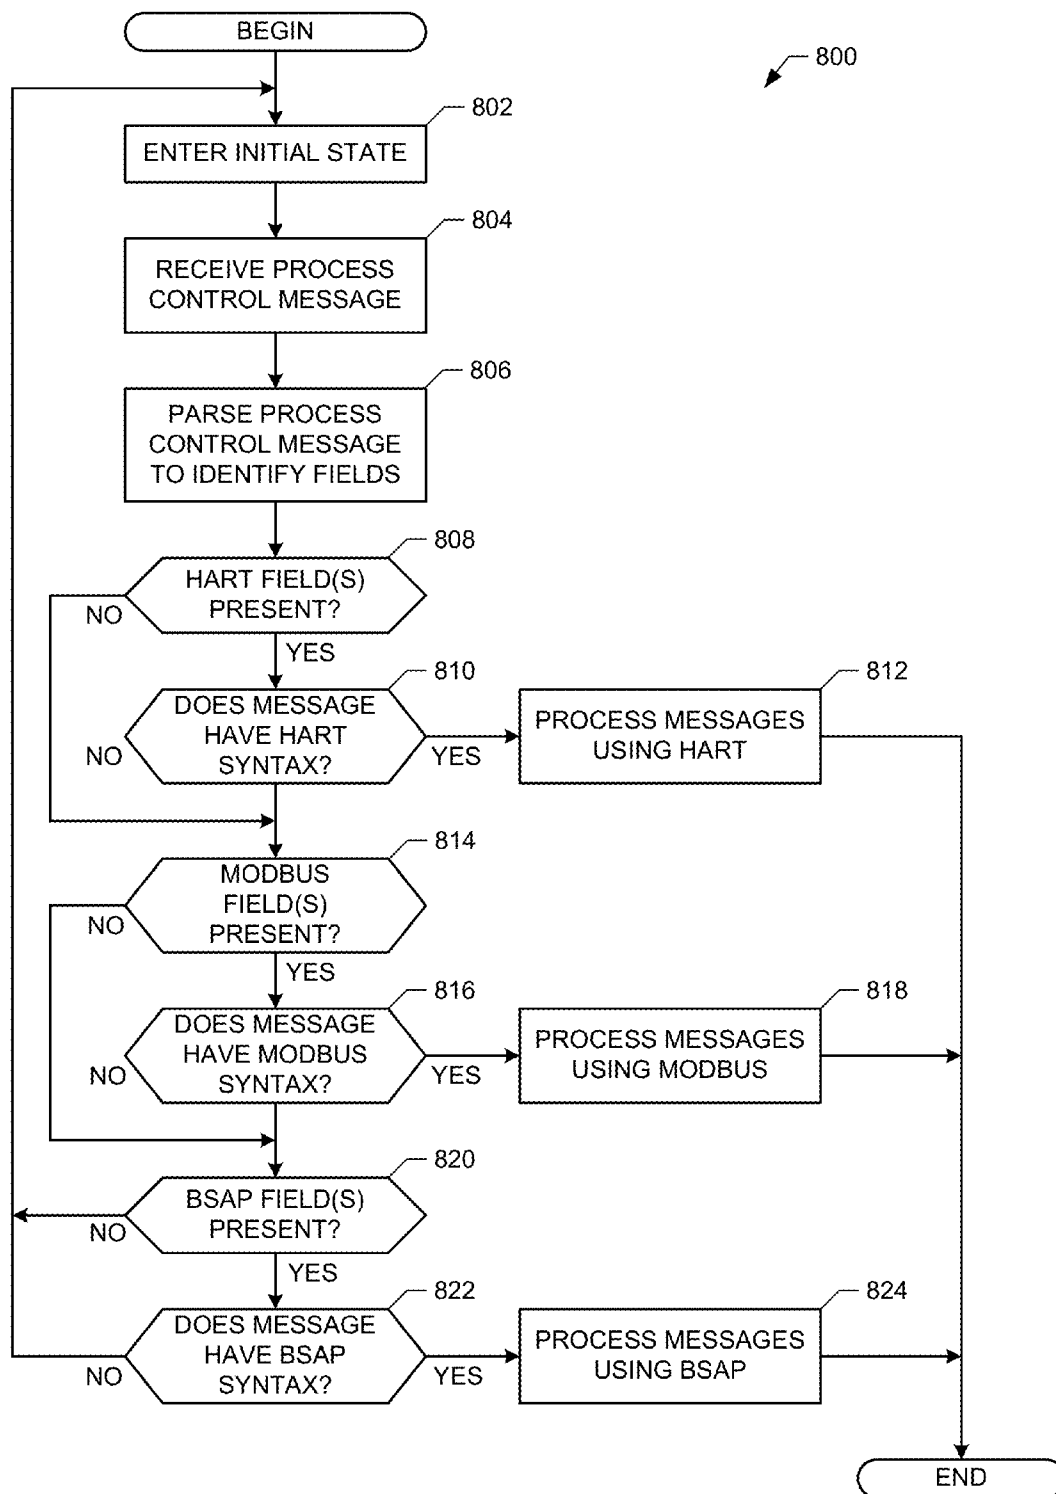 BEGIN
800
802
ENTER INITIAL STATE
804
RECEIVE PROCESS
CONTROL MESSAGE
806
PARSE PROCESS
CONTROL MESSAGE
TO IDENTIFY FIELDS
808
HART FIELD(S)
PRESENT?
NO
YES
810
DOES MESSAGE
HAVE HART
SYNTAX?
NO
YES
812
PROCESS MESSAGES
USING HART
814
MODBUS
FIELD(S)
PRESENT?
NO
YES
816
DOES MESSAGE
HAVE MODBUS
SYNTAX?
NO
YES
818
PROCESS MESSAGES
USING MODBUS
820
BSAP FIELD(S)
PRESENT?
NO
YES
822
DOES MESSAGE
HAVE BSAP
SYNTAX?
NO
YES
824
PROCESS MESSAGES
USING BSAP
END